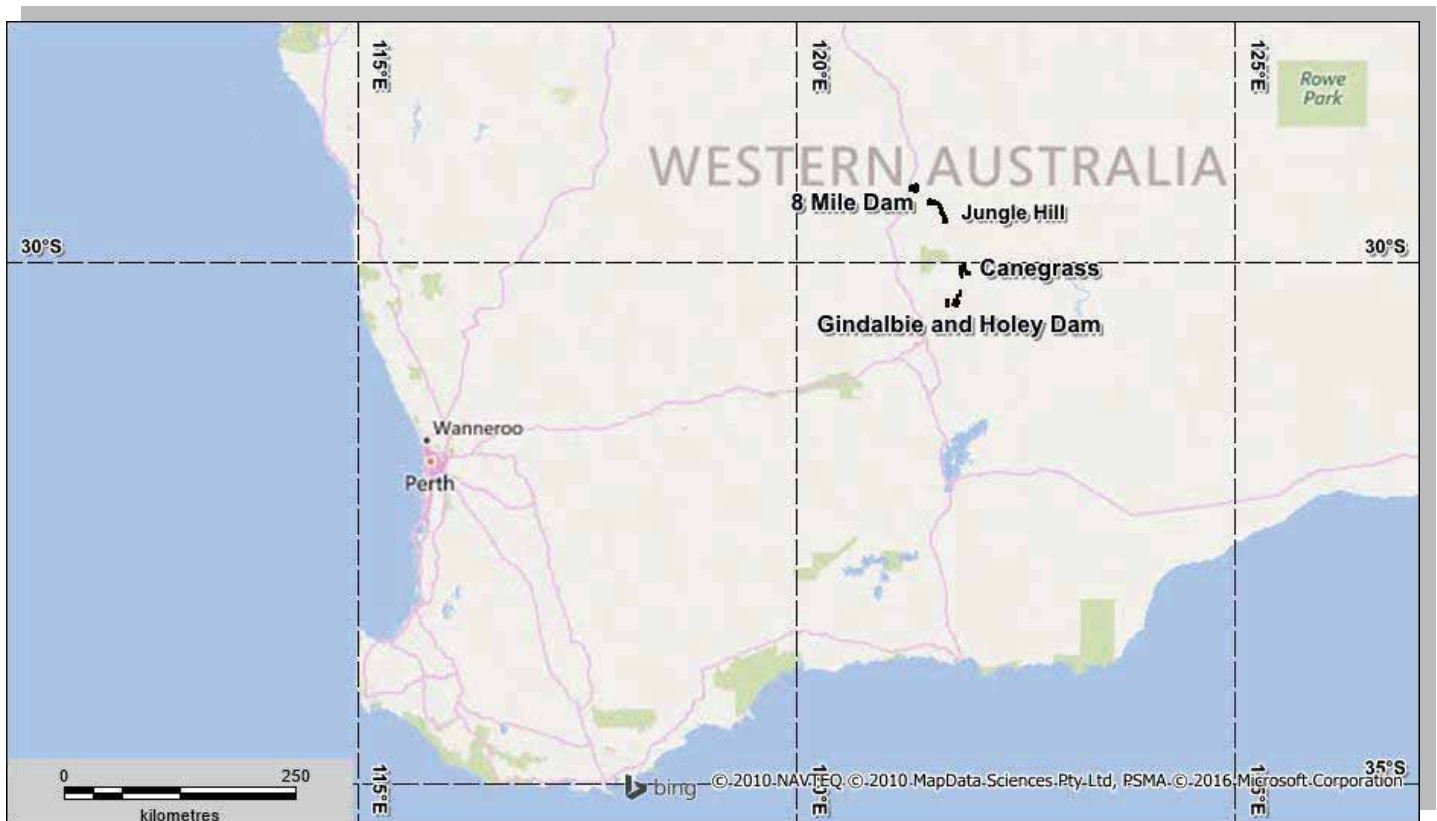 115°E
120°E
125°E
Rowe
Park
WESTERN AUSTRALIA
8 Mile Dam
Jungle Hill
30°S
30°S
Canegrass
Gindalbie and Holey Dam
Wanneroo
Perth
0 250
kilometres
115°E
bing
© 2010 NAVTEQ © 2010 MapData Sciences Pty Ltd, PSMA © 2016 Microsoft Corporation
35°S